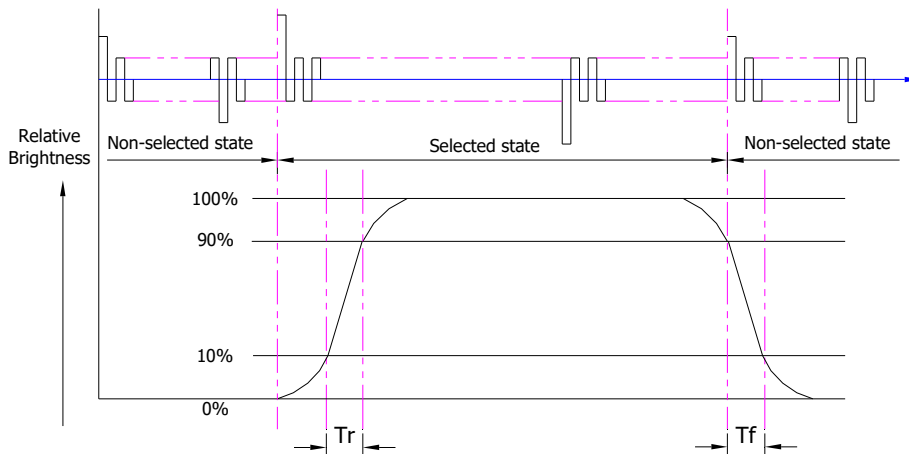 Relative
Brightness
Non-selected state
Selected state
Non-selected state
100%
90%
10%
0%
Tr
Tf